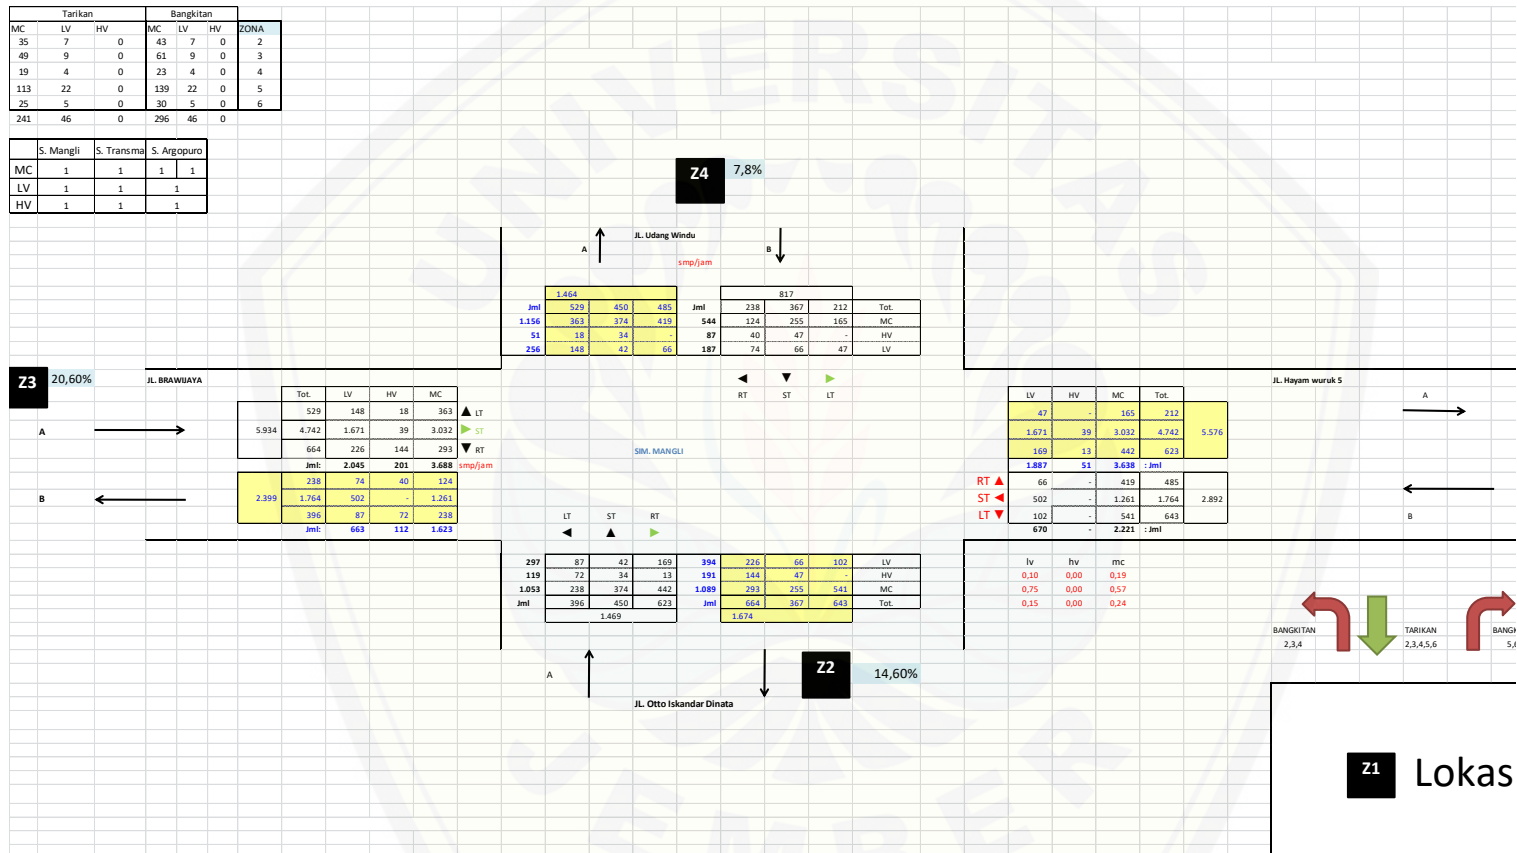 Tarikan Bangkitan
MC LV HV MC LV HV ZONA
35 7 0 43 7 0 2
49 9 0 61 9 0 3
19 4 0 23 4 0 4
113 22 0 139 22 0 5
25 5 0 30 5 0 6
241 46 0 296 46 0
S. Mangli S. Transma S. Argopuro
MC 1 1 1 1
LV 1 1 1
HV 1 1 1
Z4 7,8%
JL. Udang Windu
A B
smp/jam
1.464 817
Jml 529 450 485 Jml 238 367 212 Tot.
1.156 363 374 419 544 124 255 165 MC
51 18 34 - 87 40 47 - HV
256 148 42 66 187 74 66 47 LV
RT ST LT
Z3 20,60%
JL. BRAWIJAYA
Tot. LV HV MC
529 148 18 363 LT
A 5.934 4.742 1.671 39 3.032 ST
664 226 144 293 RT
Jml: 2.045 201 3.688 smp/jam
238 74 40 124
B 2.399 1.764 502 - 1.261
396 87 72 238
Jml: 663 112 1.623
SIM. MANGLI
JL. Hayam wuruk 5
LV HV MC Tot.
A
47 - 165 212
1.671 39 3.032 4.742 5.576
169 13 442 623
1.887 51 3.638 : Jml
RT 66 - 419 485
ST 502 - 1.261 1.764 2.892
LT 102 - 541 643
B
670 - 2.221 : Jml
LT ST RT
297 87 42 169 394 226 66 102 LV
119 72 34 13 191 144 47 - HV
1.053 238 374 442 1.089 293 255 541 MC
Jml 396 450 623 Jml 664 367 643 Tot.
1.469 1.674
lv hv mc
0,10 0,00 0,19
0,75 0,00 0,57
0,15 0,00 0,24
BANGKITAN TARIKAN BANGK
2,3,4 2,3,4,5,6 5,6
A
Z2 14,60%
JL. Otto Iskandar Dinata
Z1 Lokas
UNIVERSITAS
JEMBER